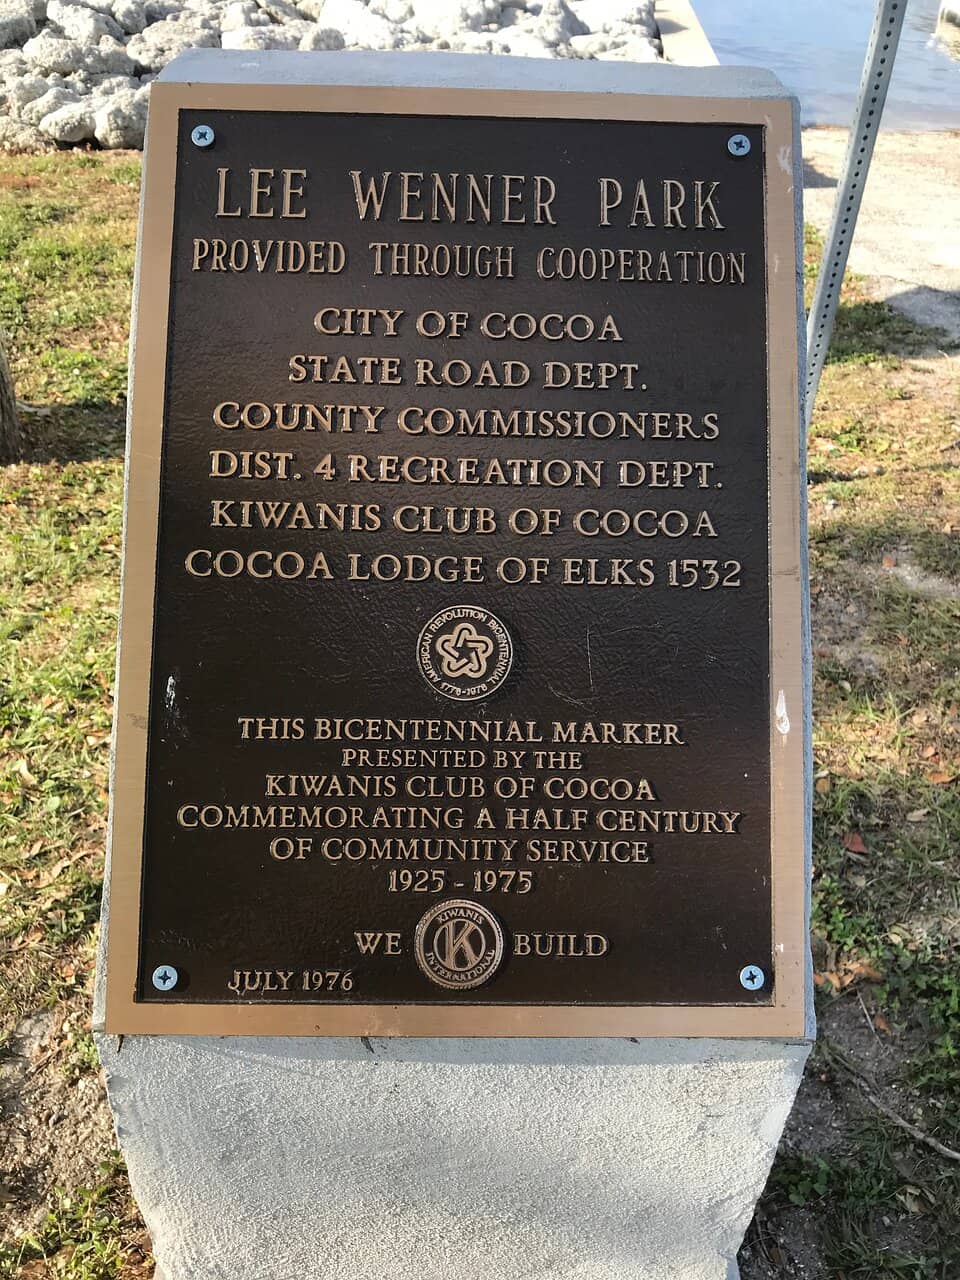 LEE WENNER PARK
PROVIDED THROUGH COOPERATION
CITY OF COCOA
STATE ROAD DEPT.
COUNTY COMMISSIONERS
DIST. 4 RECREATION DEPT.
KIWANIS CLUB OF COCOA
COCOA LODGE OF ELKS 1532
AMERICAN REVOLUTION BICENTENNIAL
1776-1976
THIS BICENTENNIAL MARKER
PRESENTED BY THE
KIWANIS CLUB OF COCOA
COMMEMORATING A HALF CENTURY
OF COMMUNITY SERVICE
1925 - 1975
WE KIWANIS K INTERNATIONAL BUILD
JULY 1976